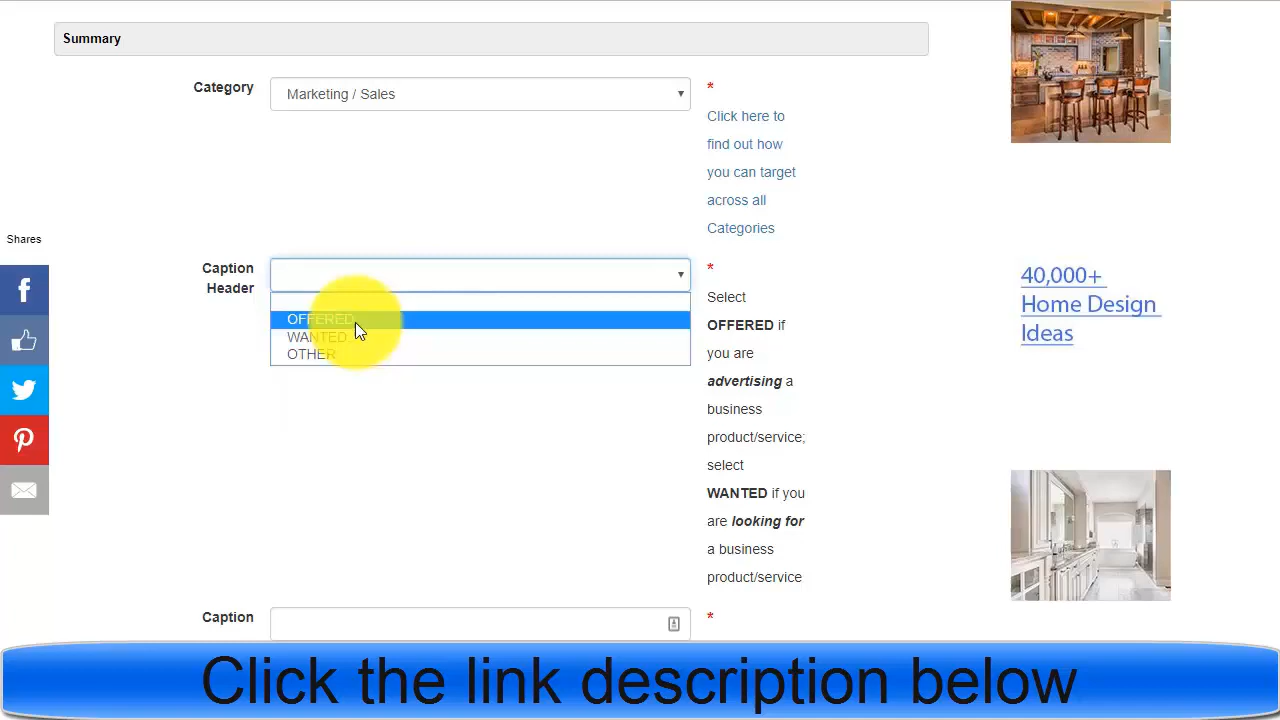 Summary
Category
Marketing / Sales
*
Click here to
find out how
you can target
across all
Categories
Shares
Caption
Header
*
OFFERED
WANTED
OTHER
Select
OFFERED if
you are
advertising a
business
product/service;
select
WANTED if you
are looking for
a business
product/service
40,000+
Home Design
Ideas
Caption
*
Click the link description below